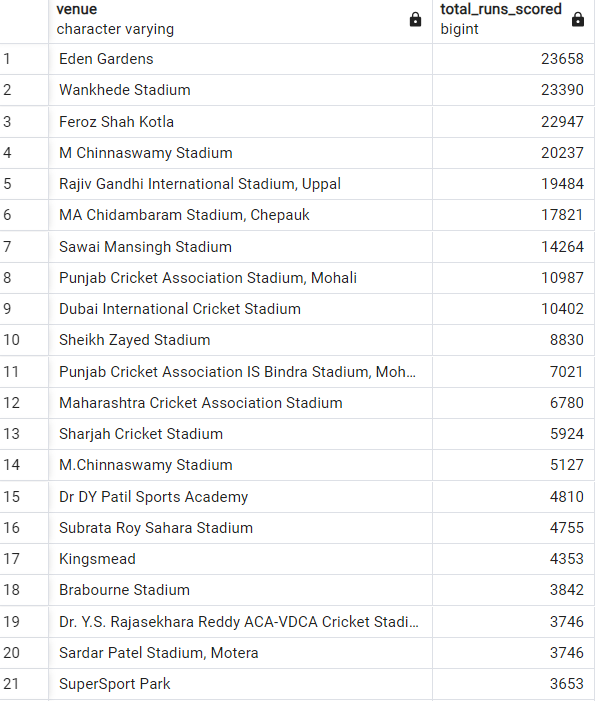 venue total_runs_scored
character varying bigint
1 Eden Gardens 23658
2 Wankhede Stadium 23390
3 Feroz Shah Kotla 22947
4 M Chinnaswamy Stadium 20237
5 Rajiv Gandhi International Stadium, Uppal 19484
6 MA Chidambaram Stadium, Chepauk 17821
7 Sawai Mansingh Stadium 14264
8 Punjab Cricket Association Stadium, Mohali 10987
9 Dubai International Cricket Stadium 10402
10 Sheikh Zayed Stadium 8830
11 Punjab Cricket Association IS Bindra Stadium, Moh... 7021
12 Maharashtra Cricket Association Stadium 6780
13 Sharjah Cricket Stadium 5924
14 M.Chinnaswamy Stadium 5127
15 Dr DY Patil Sports Academy 4810
16 Subrata Roy Sahara Stadium 4755
17 Kingsmead 4353
18 Brabourne Stadium 3842
19 Dr. Y.S. Rajasekhara Reddy ACA-VDCA Cricket Stadi... 3746
20 Sardar Patel Stadium, Motera 3746
21 SuperSport Park 3653